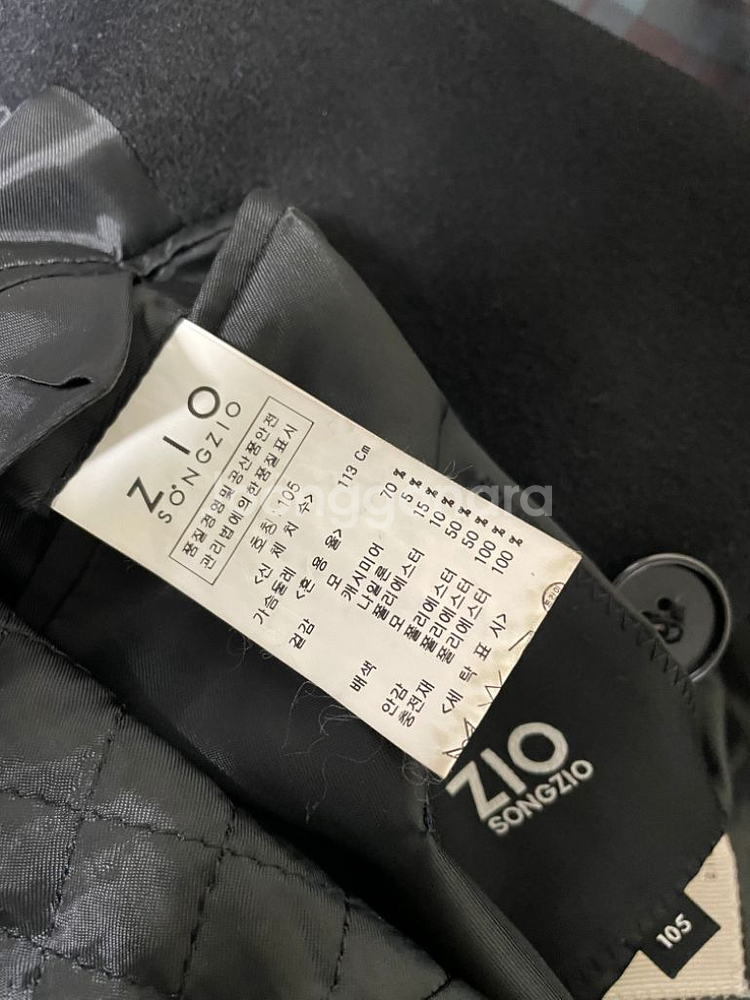 ZIO
SONGZIO
품질경영및공산품안전
관리법에의한품질표시
호칭 105
<신체치수>
가슴둘레 113 Cm
<혼용율>
겉감 모 70 %
캐시미어 5 %
나일론 15 %
폴리에스터 10 %
배색 모 50 %
폴리에스터 50 %
안감 폴리에스터 100 %
충전재 폴리에스터 100 %
<세탁표시>
드라이
ZIO
SONGZIO
105